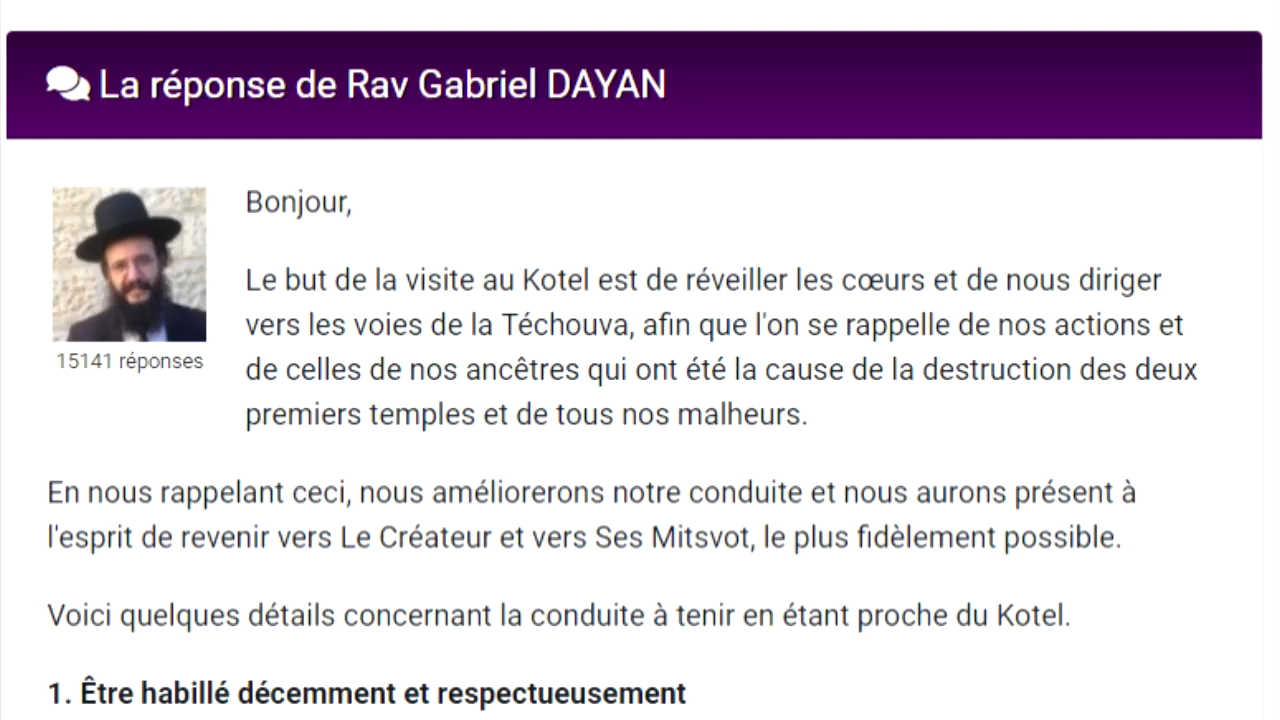 La réponse de Rav Gabriel DAYAN
Bonjour,
Le but de la visite au Kotel est de réveiller les cœurs et de nous diriger
vers les voies de la Téchouva, afin que l'on se rappelle de nos actions et
de celles de nos ancêtres qui ont été la cause de la destruction des deux
premiers temples et de tous nos malheurs.
15141 réponses
En nous rappelant ceci, nous améliorerons notre conduite et nous aurons présent à
l'esprit de revenir vers Le Créateur et vers Ses Mitsvot, le plus fidèlement possible.
Voici quelques détails concernant la conduite à tenir en étant proche du Kotel.
1. Être habillé décemment et respectueusement